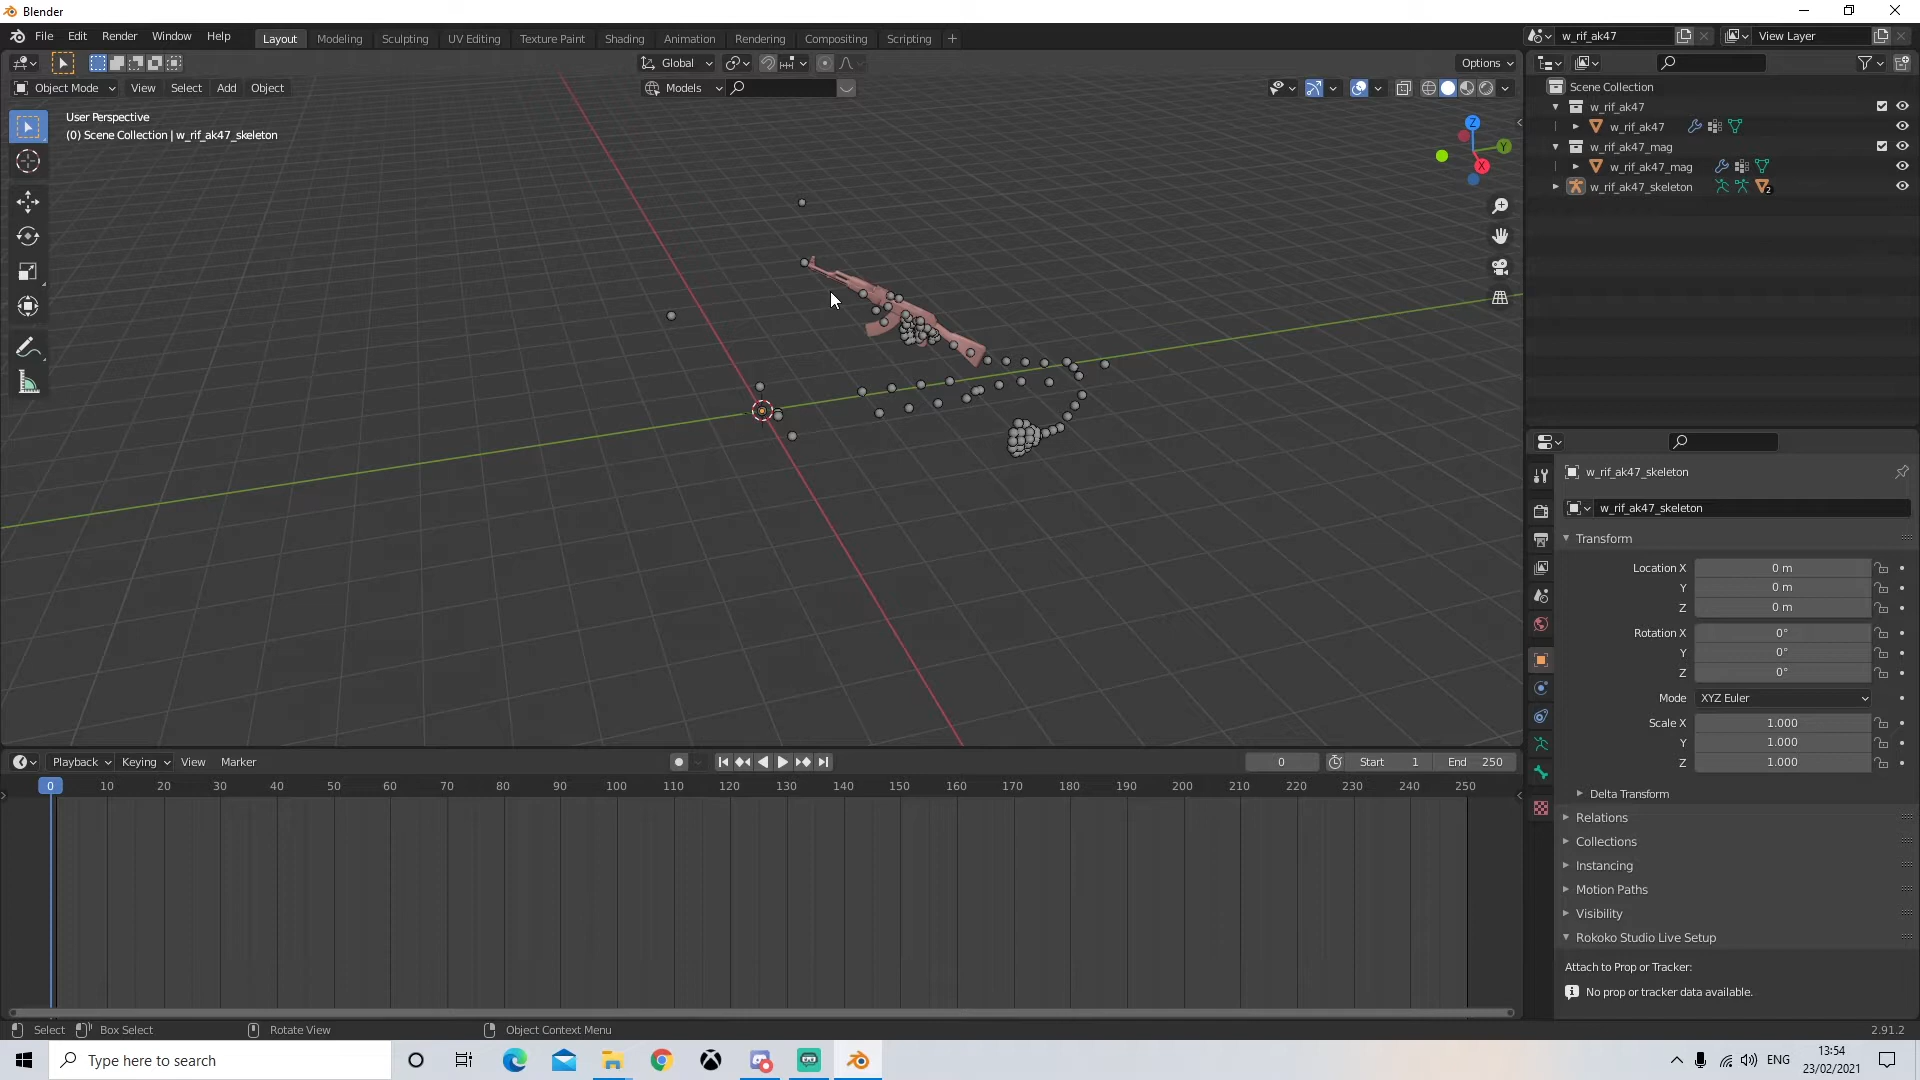 Blender
File Edit Render Window Help
Layout Modeling Sculpting UV Editing Texture Paint Shading Animation Rendering Compositing Scripting +
w_rif_ak47 View Layer
Global Options
Object Mode View Select Add Object Models
User Perspective
(0) Scene Collection | w_rif_ak47_skeleton
Z
Y
X
Scene Collection
w_rif_ak47
w_rif_ak47
w_rif_ak47_mag
w_rif_ak47_mag
w_rif_ak47_skeleton 2
w_rif_ak47_skeleton
w_rif_ak47_skeleton
Transform
Location X 0 m
Y 0 m
Z 0 m
Rotation X 0°
Y 0°
Z 0°
Mode XYZ Euler
Scale X 1.000
Y 1.000
Z 1.000
Delta Transform
Relations
Collections
Instancing
Motion Paths
Visibility
Rokoko Studio Live Setup
Attach to Prop or Tracker:
No prop or tracker data available.
Playback Keying View Marker 0 Start 1 End 250
0 10 20 30 40 50 60 70 80 90 100 110 120 130 140 150 160 170 180 190 200 210 220 230 240 250
Select Box Select Rotate View Object Context Menu 2.91.2
Type here to search
ENG
13:54
23/02/2021